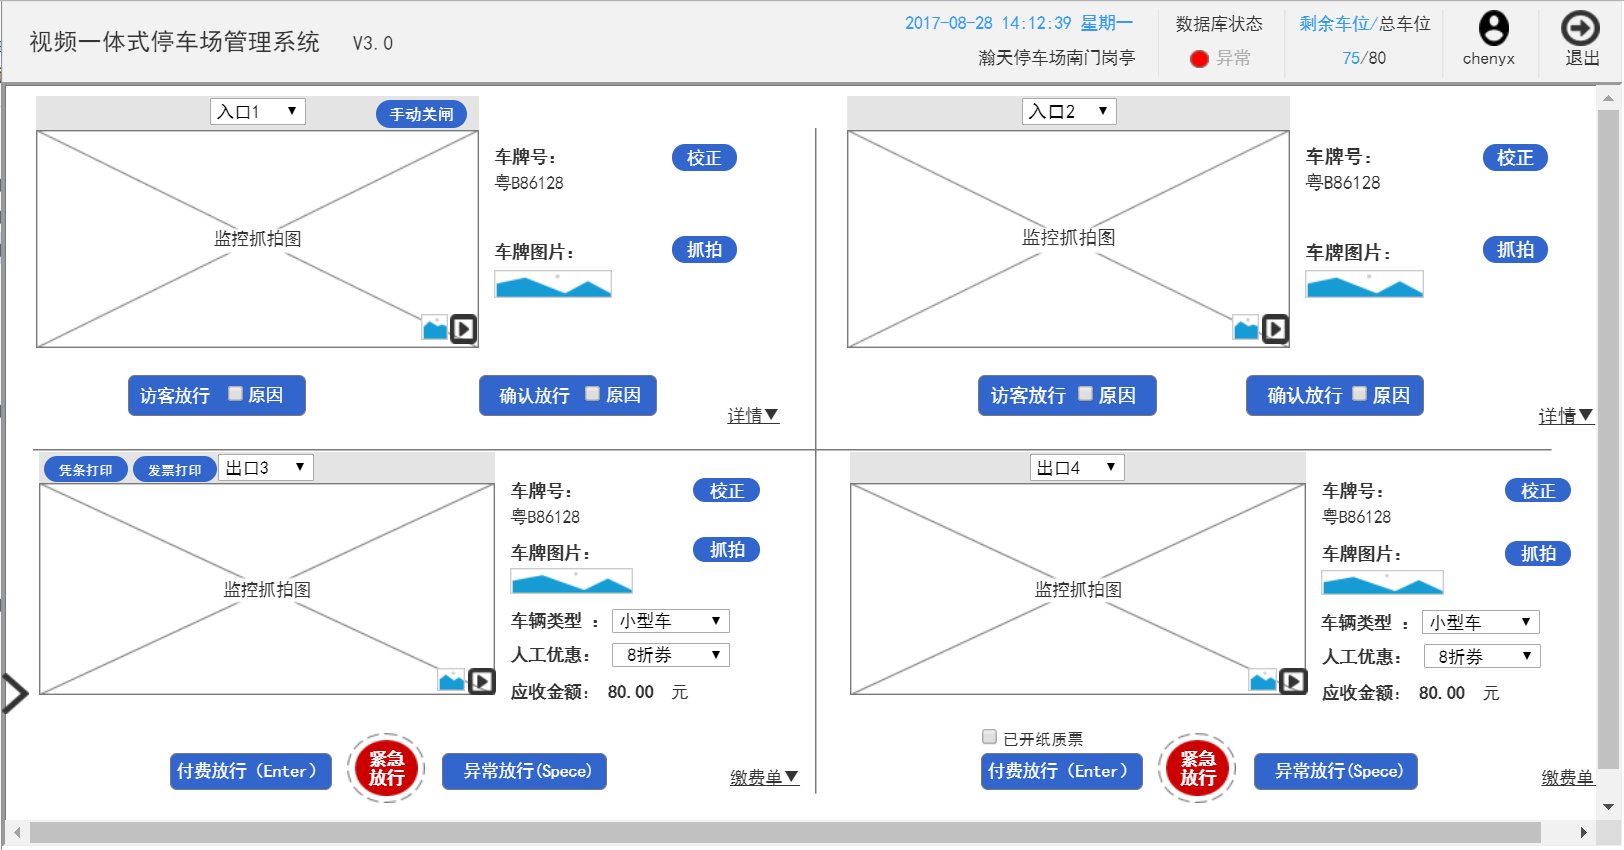 视频一体式停车场管理系统 V3.0
2017-08-28 14:12:39 星期一
瀚天停车场南门岗亭
数据库状态
异常
剩余车位/总车位
75/80
chenyx
退出
入口1
手动关闸
监控抓拍图
车牌号：
校正
粤B86128
车牌图片：
抓拍
访客放行 原因
确认放行 原因
详情▼
入口2
监控抓拍图
车牌号：
校正
粤B86128
车牌图片：
抓拍
访客放行 原因
确认放行 原因
详情▼
凭条打印
发票打印
出口3
监控抓拍图
车牌号：
校正
粤B86128
车牌图片：
抓拍
车辆类型 ： 小型车
人工优惠： 8折券
应收金额： 80.00 元
付费放行（Enter）
紧急
放行
异常放行(Spece)
缴费单▼
出口4
监控抓拍图
车牌号：
校正
粤B86128
车牌图片：
抓拍
车辆类型 ： 小型车
人工优惠： 8折券
应收金额： 80.00 元
已开纸质票
付费放行（Enter）
紧急
放行
异常放行(Spece)
缴费单